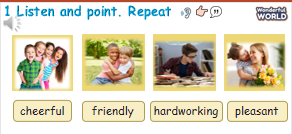 1 Listen and point. Repeat
Wonderful
WORLD
cheerful friendly hardworking pleasant